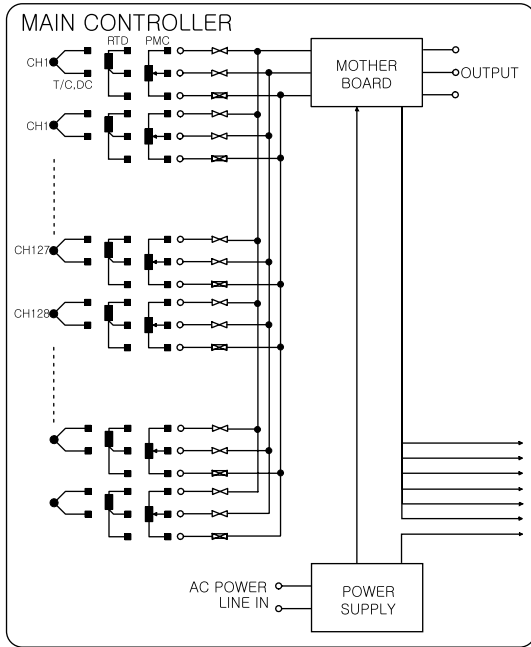 MAIN CONTROLLER
RTD PMC
CH1
T/C,DC
CH1
CH127
CH128
MOTHER
BOARD
OUTPUT
AC POWER
LINE IN
POWER
SUPPLY